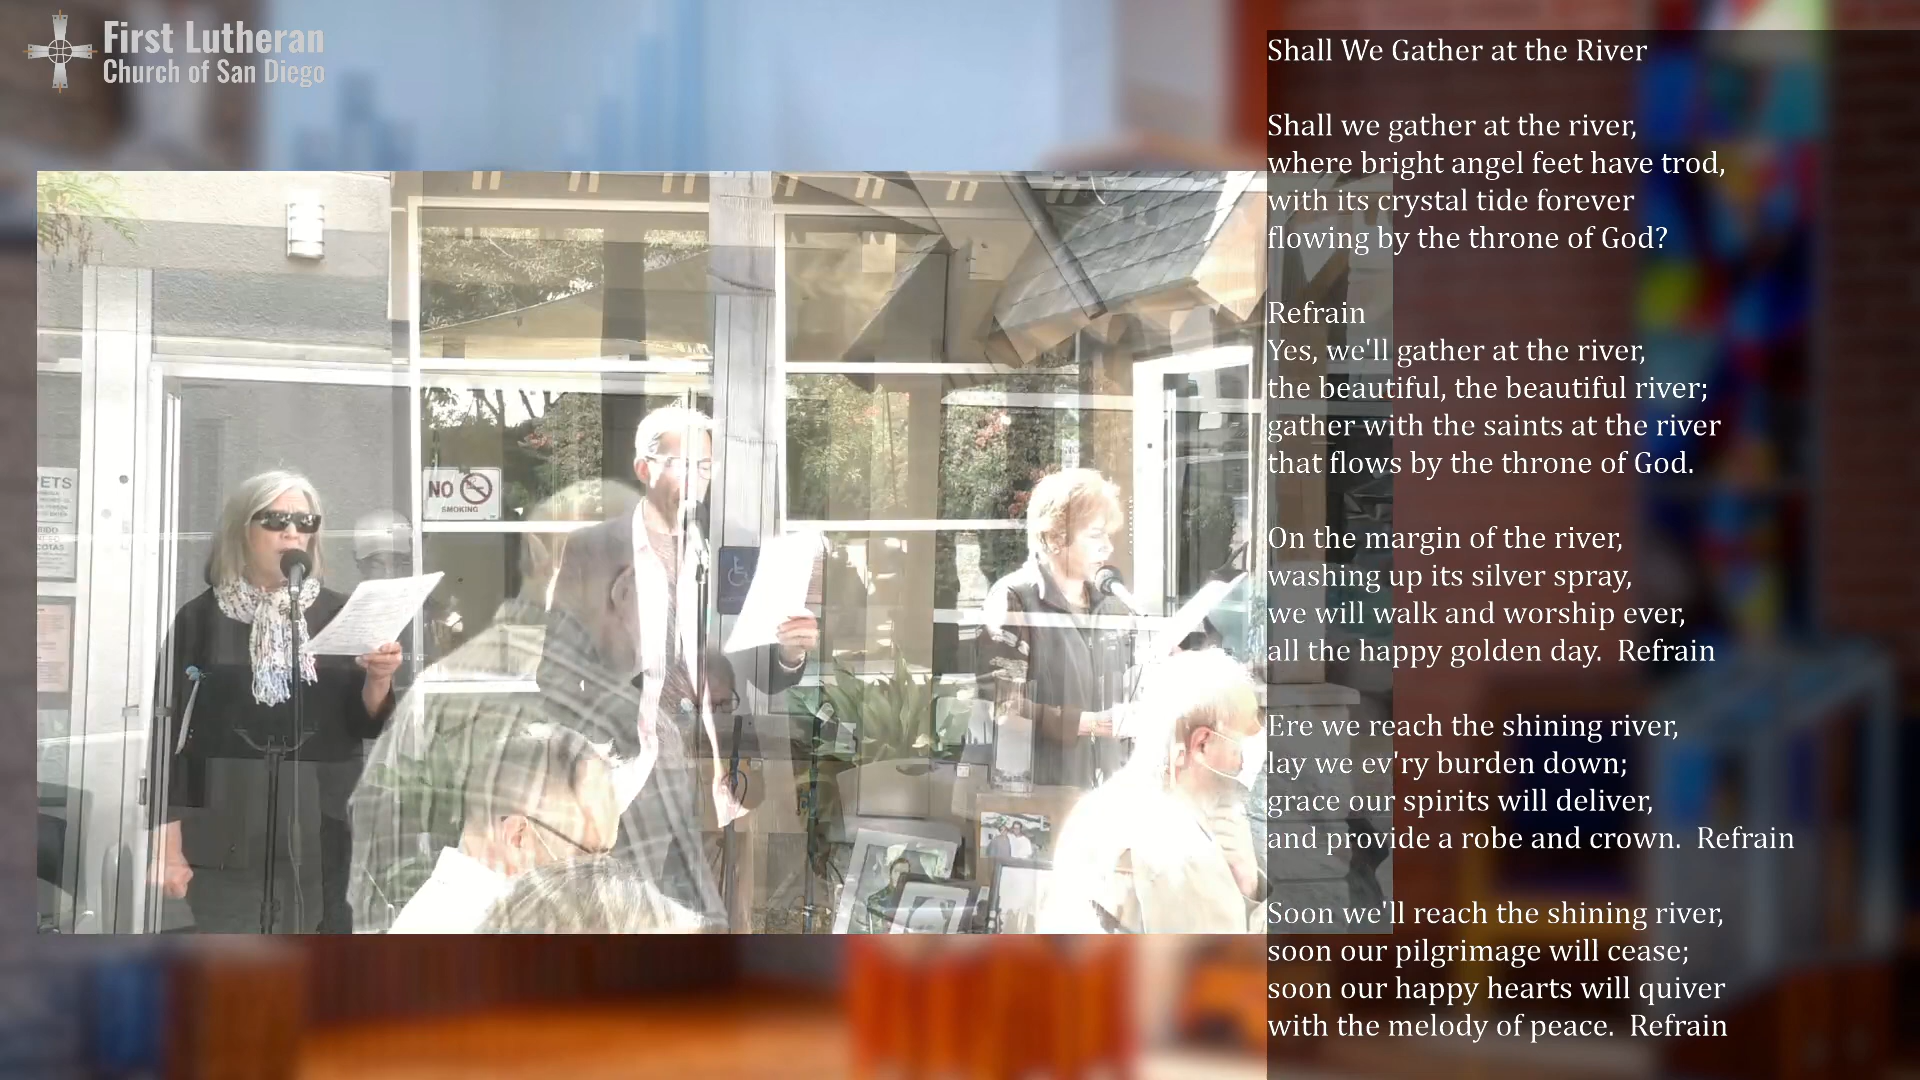 First Lutheran
Church of San Diego
Shall We Gather at the River
Shall we gather at the river,
where bright angel feet have trod,
with its crystal tide forever
flowing by the throne of God?
Refrain
Yes, we'll gather at the river,
the beautiful, the beautiful river;
gather with the saints at the river
that flows by the throne of God.
On the margin of the river,
washing up its silver spray,
we will walk and worship ever,
all the happy golden day.  Refrain
Ere we reach the shining river,
lay we ev'ry burden down;
grace our spirits will deliver,
and provide a robe and crown.  Refrain
Soon we'll reach the shining river,
soon our pilgrimage will cease;
soon our happy hearts will quiver
with the melody of peace.  Refrain
NO
SMOKING